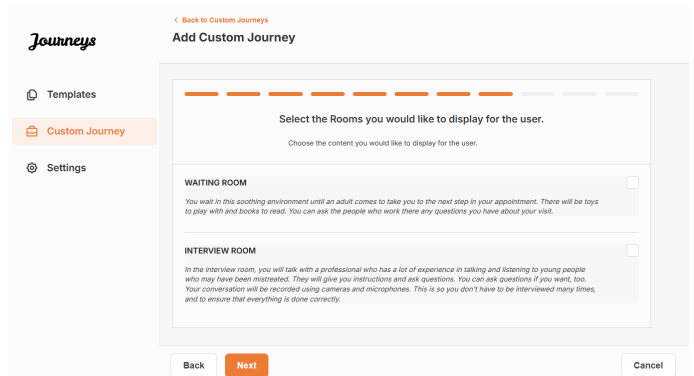 Journeys
Templates
Custom Journey
Settings
Back to Custom Journeys
Add Custom Journey
Select the Rooms you would like to display for the user.
Choose the content you would like to display for the user.
WAITING ROOM
You wait in this soothing environment until an adult comes to take you to the next step in your appointment. There will be toys
to play with and books to read. You can ask the people who work there any questions you have about your visit.
INTERVIEW ROOM
In the interview room, you will talk with a professional who has a lot of experience in talking and listening to young people
who may have been mistreated. They will give you instructions and ask questions. You can ask questions if you want, too.
Your conversation will be recorded using cameras and microphones. This is so you don't have to be interviewed many times,
and to ensure that everything is done correctly.
Back
Next
Cancel